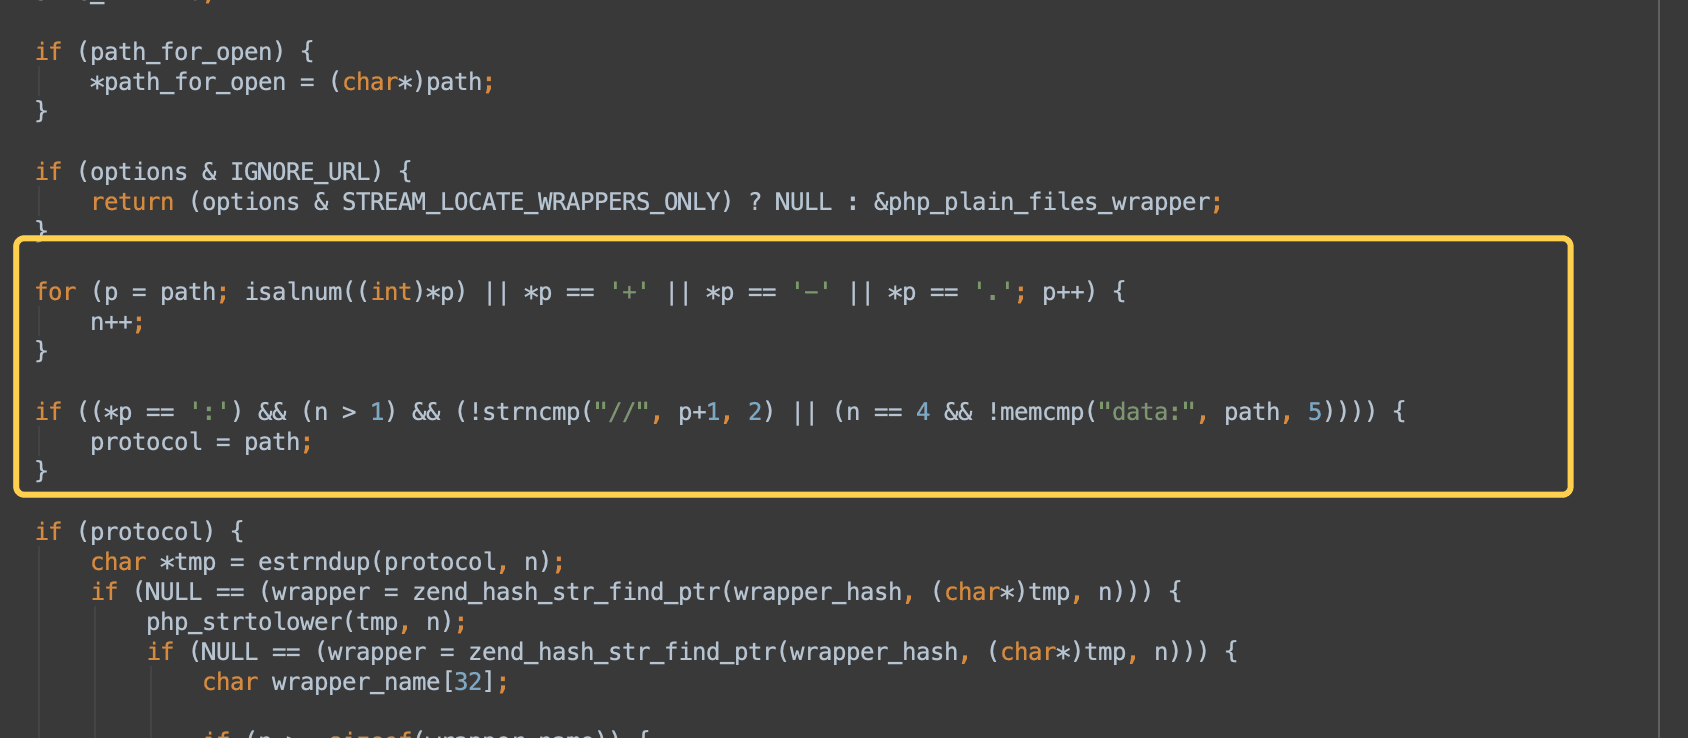 if (path_for_open) {
    *path_for_open = (char*)path;
}
if (options & IGNORE_URL) {
    return (options & STREAM_LOCATE_WRAPPERS_ONLY) ? NULL : &php_plain_files_wrapper;
}
for (p = path; isalnum((int)*p) || *p == '+' || *p == '-' || *p == '.'; p++) {
    n++;
}
if ((*p == ':') && (n > 1) && (!strncmp("//", p+1, 2) || (n == 4 && !memcmp("data:", path, 5)))) {
    protocol = path;
}
if (protocol) {
    char *tmp = estrndup(protocol, n);
    if (NULL == (wrapper = zend_hash_str_find_ptr(wrapper_hash, (char*)tmp, n))) {
        php_strtolower(tmp, n);
        if (NULL == (wrapper = zend_hash_str_find_ptr(wrapper_hash, (char*)tmp, n))) {
            char wrapper_name[32];